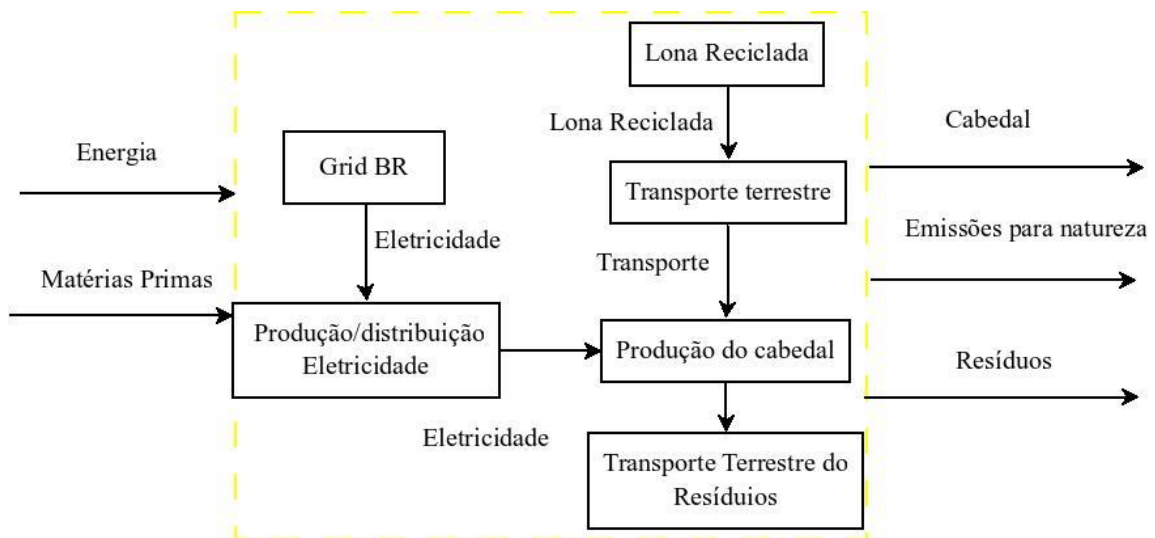 Lona Reciclada
Lona Reciclada
Cabedal
Energia
Grid BR
Transporte terrestre
Emissões para natureza
Eletricidade
Transporte
Matérias Primas
Produção/distribuição
Eletricidade
Produção do cabedal
Resíduos
Eletricidade
Transporte Terrestre do
Resíduios